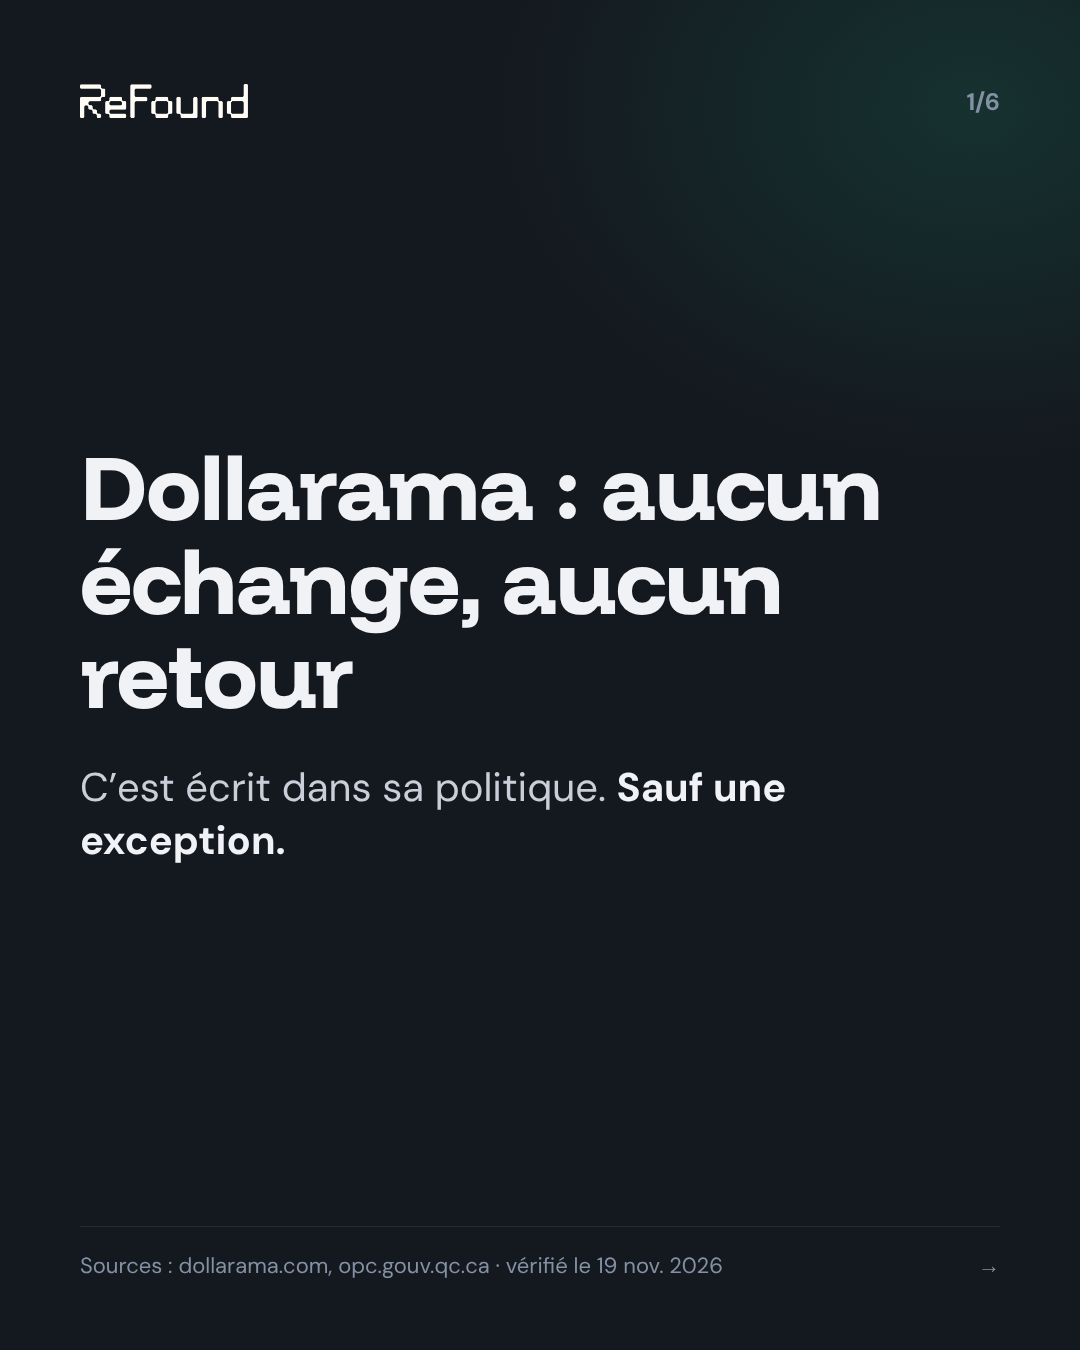 ReFound
1/6
Dollarama : aucun
échange, aucun
retour
C’est écrit dans sa politique. Sauf une
exception.
Sources : dollarama.com, opc.gouv.qc.ca · vérifié le 19 nov. 2026
→